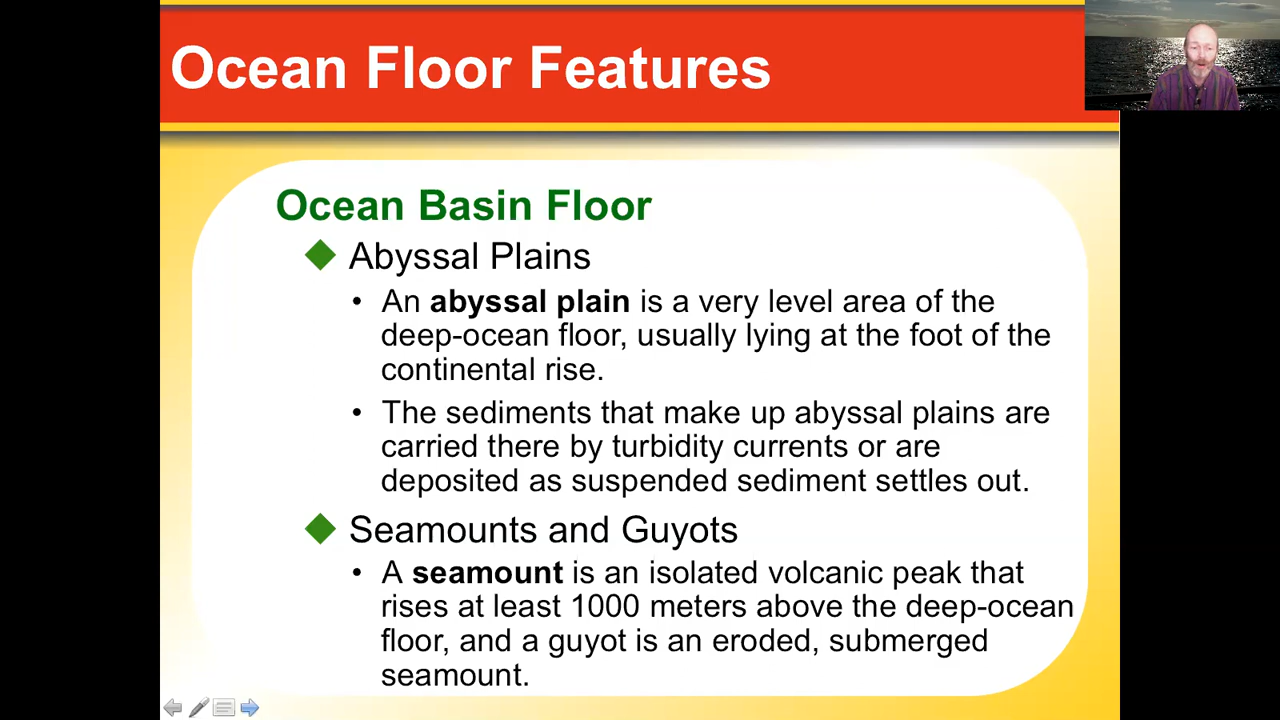 Ocean Floor Features
Ocean Basin Floor
Abyssal Plains
• An abyssal plain is a very level area of the
deep-ocean floor, usually lying at the foot of the
continental rise.
• The sediments that make up abyssal plains are
carried there by turbidity currents or are
deposited as suspended sediment settles out.
Seamounts and Guyots
• A seamount is an isolated volcanic peak that
rises at least 1000 meters above the deep-ocean
floor, and a guyot is an eroded, submerged
seamount.